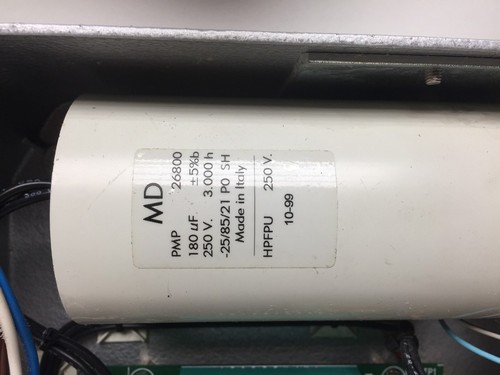 MD
PMP 26800
180 uF ±5%b
250 V. 3.000 h
-25/85/21 P0 SH
Made in Italy
HPFPU 250 V.
10-99